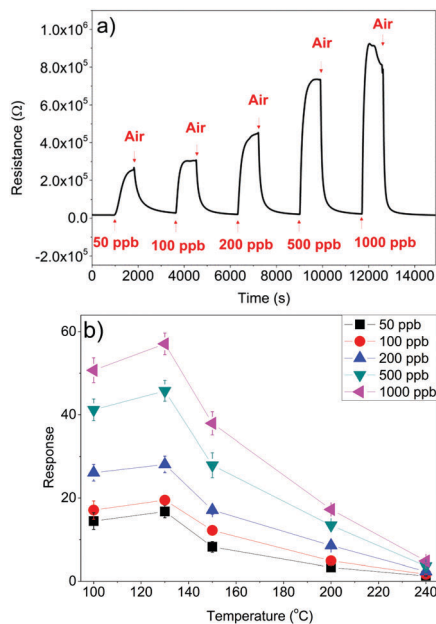 a)
Air
Air
Air
Air
Air
1.0x10⁶
8.0x10⁵
6.0x10⁵
4.0x10⁵
2.0x10⁵
0.0
-2.0x10⁵
Resistance (Ω)
50 ppb 100 ppb 200 ppb 500 ppb 1000 ppb
0 2000 4000 6000 8000 10000 12000 14000
Time (s)
b)
50 ppb
100 ppb
200 ppb
500 ppb
1000 ppb
60
40
20
0
Response
100 120 140 160 180 200 220 240
Temperature (°C)